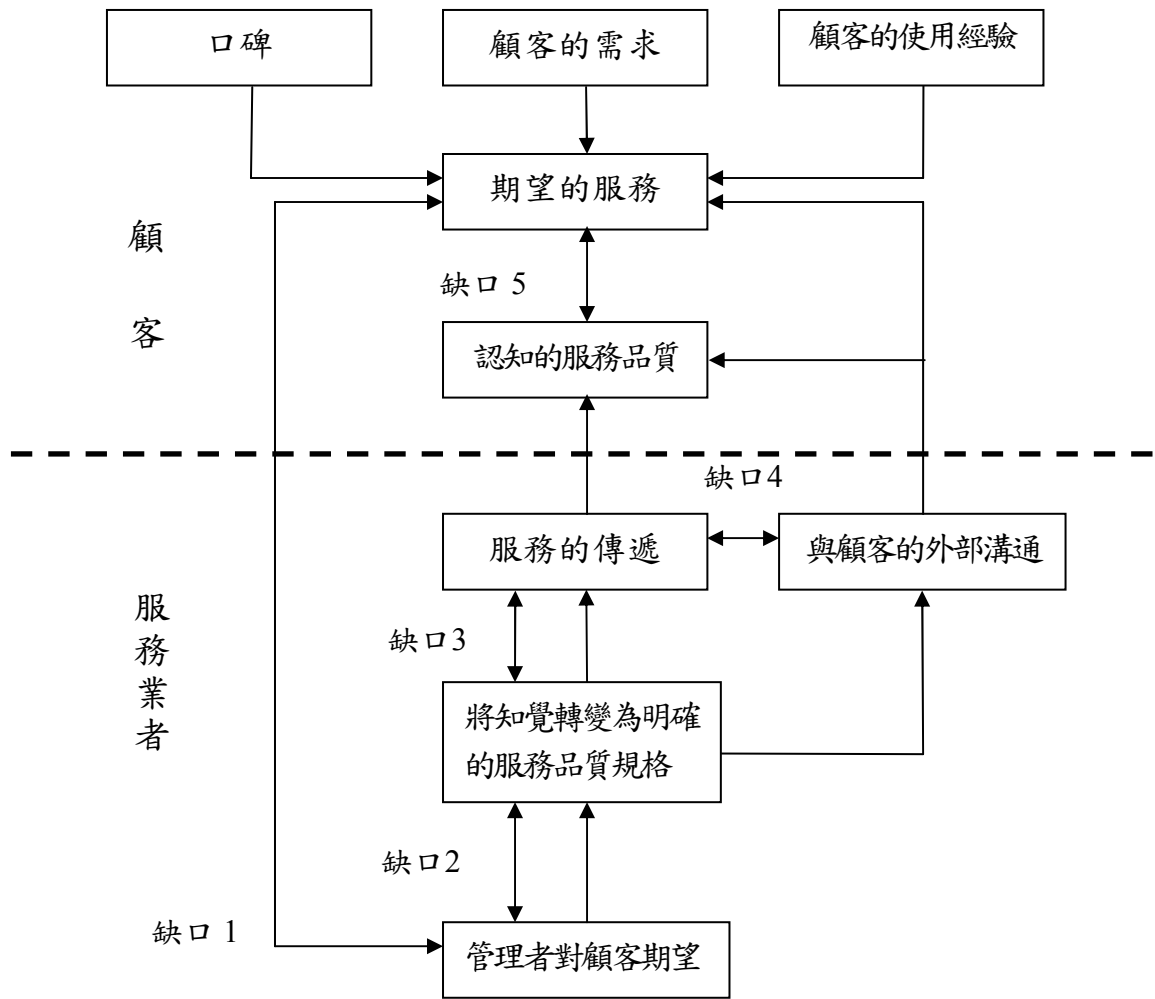 口碑
顧客的需求
顧客的使用經驗
期望的服務
顧
客
缺口 5
認知的服務品質
缺口4
服務的傳遞
與顧客的外部溝通
服
務
業
者
缺口3
將知覺轉變為明確
的服務品質規格
缺口2
缺口 1
管理者對顧客期望